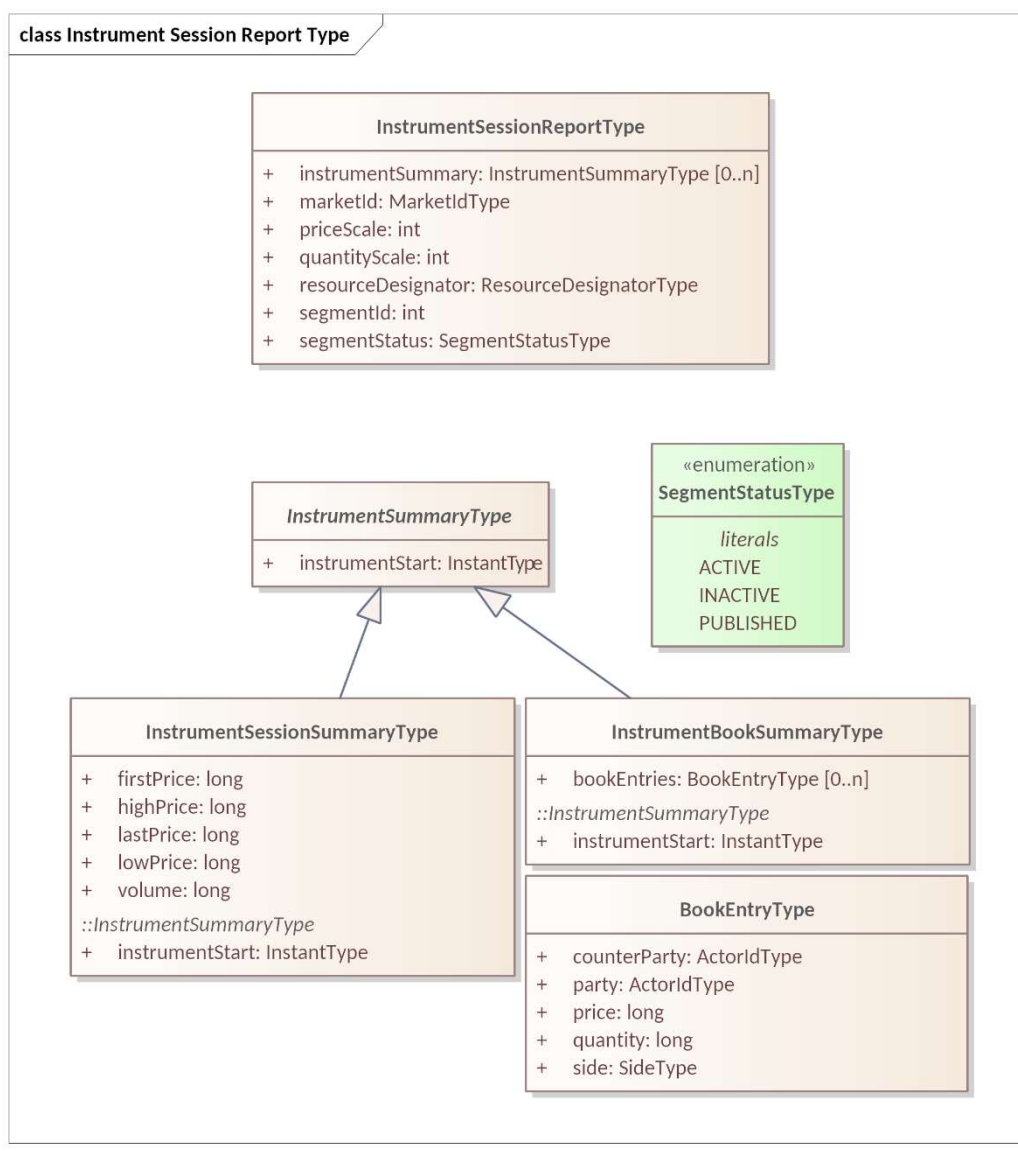 class Instrument Session Report Type
InstrumentSessionReportType
+ instrumentSummary: InstrumentSummaryType [0..n]
+ marketId: MarketIdType
+ priceScale: int
+ quantityScale: int
+ resourceDesignator: ResourceDesignatorType
+ segmentId: int
+ segmentStatus: SegmentStatusType
«enumeration»
SegmentStatusType
literals
ACTIVE
INACTIVE
PUBLISHED
InstrumentSummaryType
+ instrumentStart: InstantType
InstrumentSessionSummaryType
+ firstPrice: long
+ highPrice: long
+ lastPrice: long
+ lowPrice: long
+ volume: long
::InstrumentSummaryType
+ instrumentStart: InstantType
InstrumentBookSummaryType
+ bookEntries: BookEntryType [0..n]
::InstrumentSummaryType
+ instrumentStart: InstantType
BookEntryType
+ counterParty: ActorIdType
+ party: ActorIdType
+ price: long
+ quantity: long
+ side: SideType